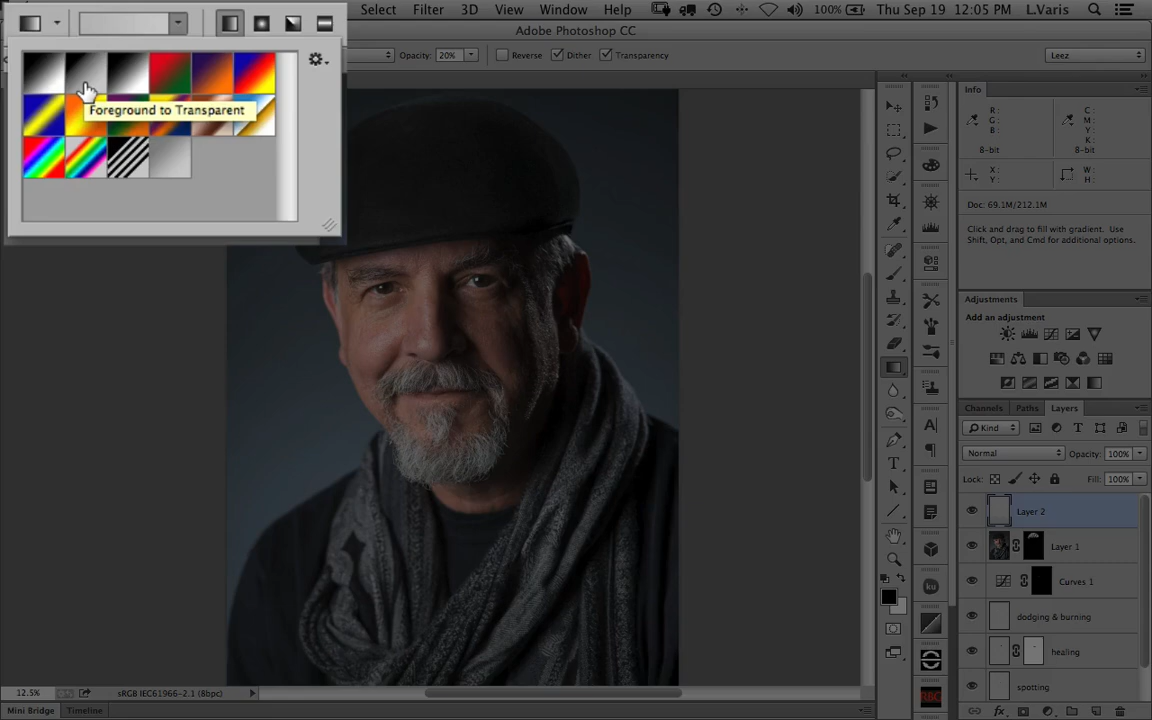 Select Filter 3D View Window Help 100% Thu Sep 19 12:05 PM L.Varis
Adobe Photoshop CC
Opacity: 20% Reverse Dither Transparency Leez
Foreground to Transparent
Info
R: C:
G: M:
B: Y:
K:
8-bit 8-bit
X: W:
Y: H:
Doc: 69.1M/212.1M
Click and drag to fill with gradient. Use
Shift, Opt, and Cmd for additional options.
Adjustments
Add an adjustment
Channels Paths Layers
Kind T
Normal Opacity: 100%
Lock: Fill: 100%
Layer 2
Layer 1
Curves 1
dodging & burning
healing
spotting
A
T
ku
RBG
fx
12.5% sRGB IEC61966-2.1 (8bpc)
Mini Bridge Timeline